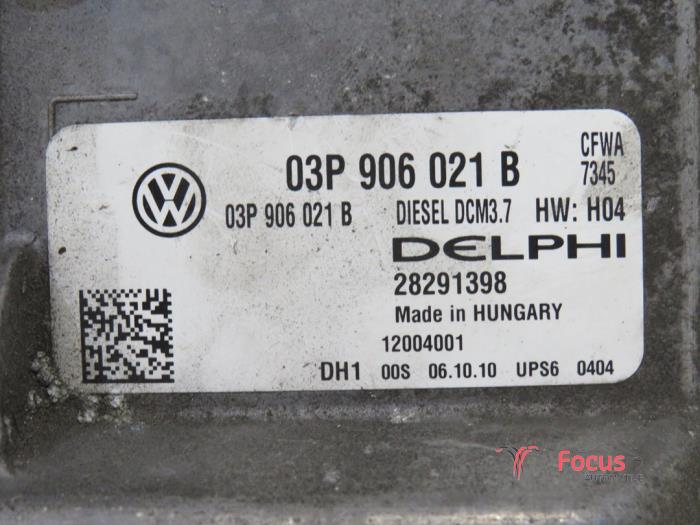 03P 906 021 B
CFWA
7345
03P 906 021 B DIESEL DCM3.7 HW: H04
DELPHI
28291398
Made in HUNGARY
12004001
DH1 00S 06.10.10 UPS6 0404
Focus
AUTOMOTIVE